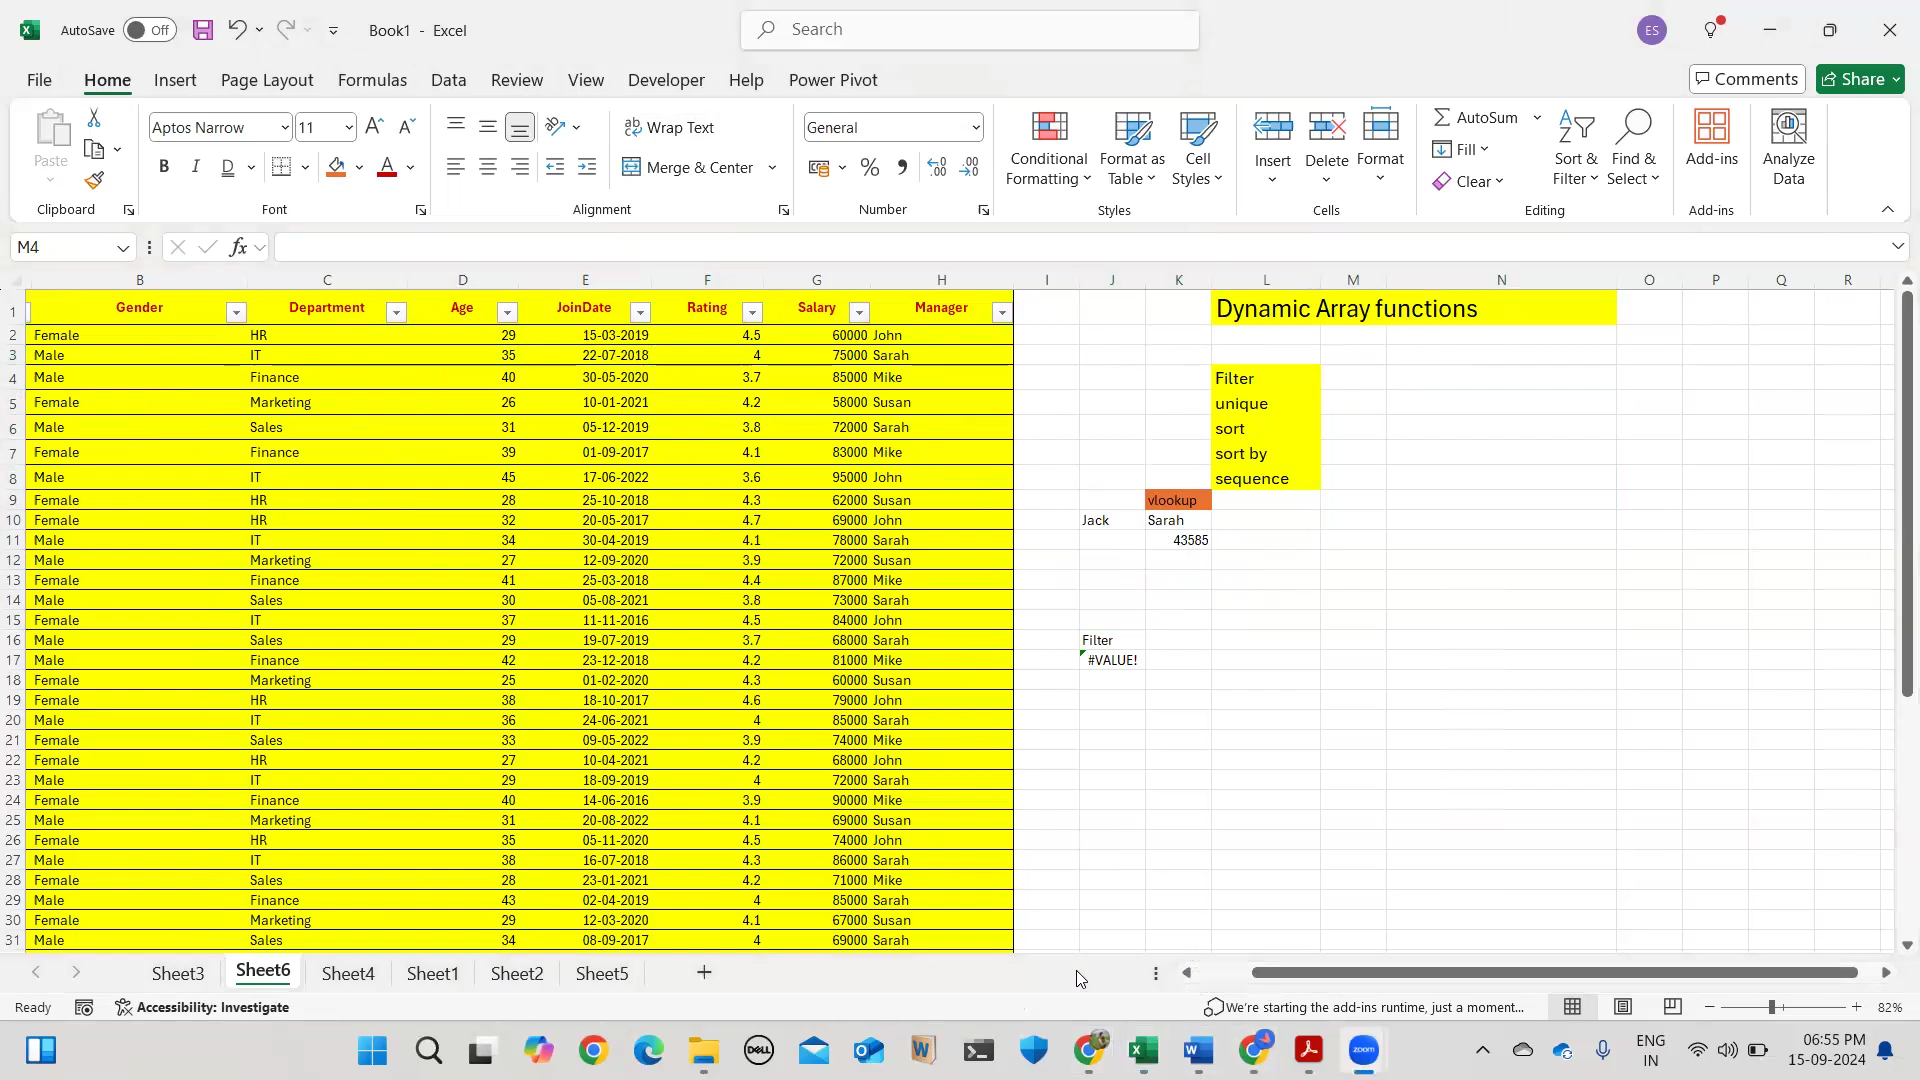 AutoSave Off Book1 - Excel Search ES
File Home Insert Page Layout Formulas Data Review View Developer Help Power Pivot Comments Share
Paste Aptos Narrow 11 Wrap Text General Conditional Formatting Format as Table Cell Styles Insert Delete Format AutoSum Fill Clear Sort & Filter Find & Select Add-ins Analyze Data
B I D A Merge & Center
Clipboard Font Alignment Number Styles Cells Editing Add-ins
M4 fx
B C D E F G H I J K L M N O P Q R
1 Gender Department Age JoinDate Rating Salary Manager Dynamic Array functions
2 Female HR 29 15-03-2019 4.5 60000 John
3 Male IT 35 22-07-2018 4 75000 Sarah
4 Male Finance 40 30-05-2020 3.7 85000 Mike Filter
5 Female Marketing 26 10-01-2021 4.2 58000 Susan unique
6 Male Sales 31 05-12-2019 3.8 72000 Sarah sort
7 Female Finance 39 01-09-2017 4.1 83000 Mike sort by
8 Male IT 45 17-06-2022 3.6 95000 John sequence
9 Female HR 28 25-10-2018 4.3 62000 Susan vlookup
10 Female HR 32 20-05-2017 4.7 69000 John Jack Sarah
11 Male IT 34 30-04-2019 4.1 78000 Sarah 43585
12 Male Marketing 27 12-09-2020 3.9 72000 Susan
13 Female Finance 41 25-03-2018 4.4 87000 Mike
14 Male Sales 30 05-08-2021 3.8 73000 Sarah
15 Female IT 37 11-11-2016 4.5 84000 John
16 Male Sales 29 19-07-2019 3.7 68000 Sarah Filter
17 Male Finance 42 23-12-2018 4.2 81000 Mike #VALUE!
18 Female Marketing 25 01-02-2020 4.3 60000 Susan
19 Female HR 38 18-10-2017 4.6 79000 John
20 Male IT 36 24-06-2021 4 85000 Sarah
21 Female Sales 33 09-05-2022 3.9 74000 Mike
22 Female HR 27 10-04-2021 4.2 68000 John
23 Male IT 29 18-09-2019 4 72000 Sarah
24 Female Finance 40 14-06-2016 3.9 90000 Mike
25 Male Marketing 31 20-08-2022 4.1 69000 Susan
26 Female HR 35 05-11-2020 4.5 74000 John
27 Male IT 38 16-07-2018 4.3 86000 Sarah
28 Female Sales 28 23-01-2021 4.2 71000 Mike
29 Male Finance 43 02-04-2019 4 85000 Sarah
30 Female Marketing 29 12-03-2020 4.1 67000 Susan
31 Male Sales 34 08-09-2017 4 69000 Sarah
Sheet3 Sheet6 Sheet4 Sheet1 Sheet2 Sheet5
Ready Accessibility: Investigate We're starting the add-ins runtime, just a moment... 82%
DELL W zoom ENG IN 06:55 PM 15-09-2024